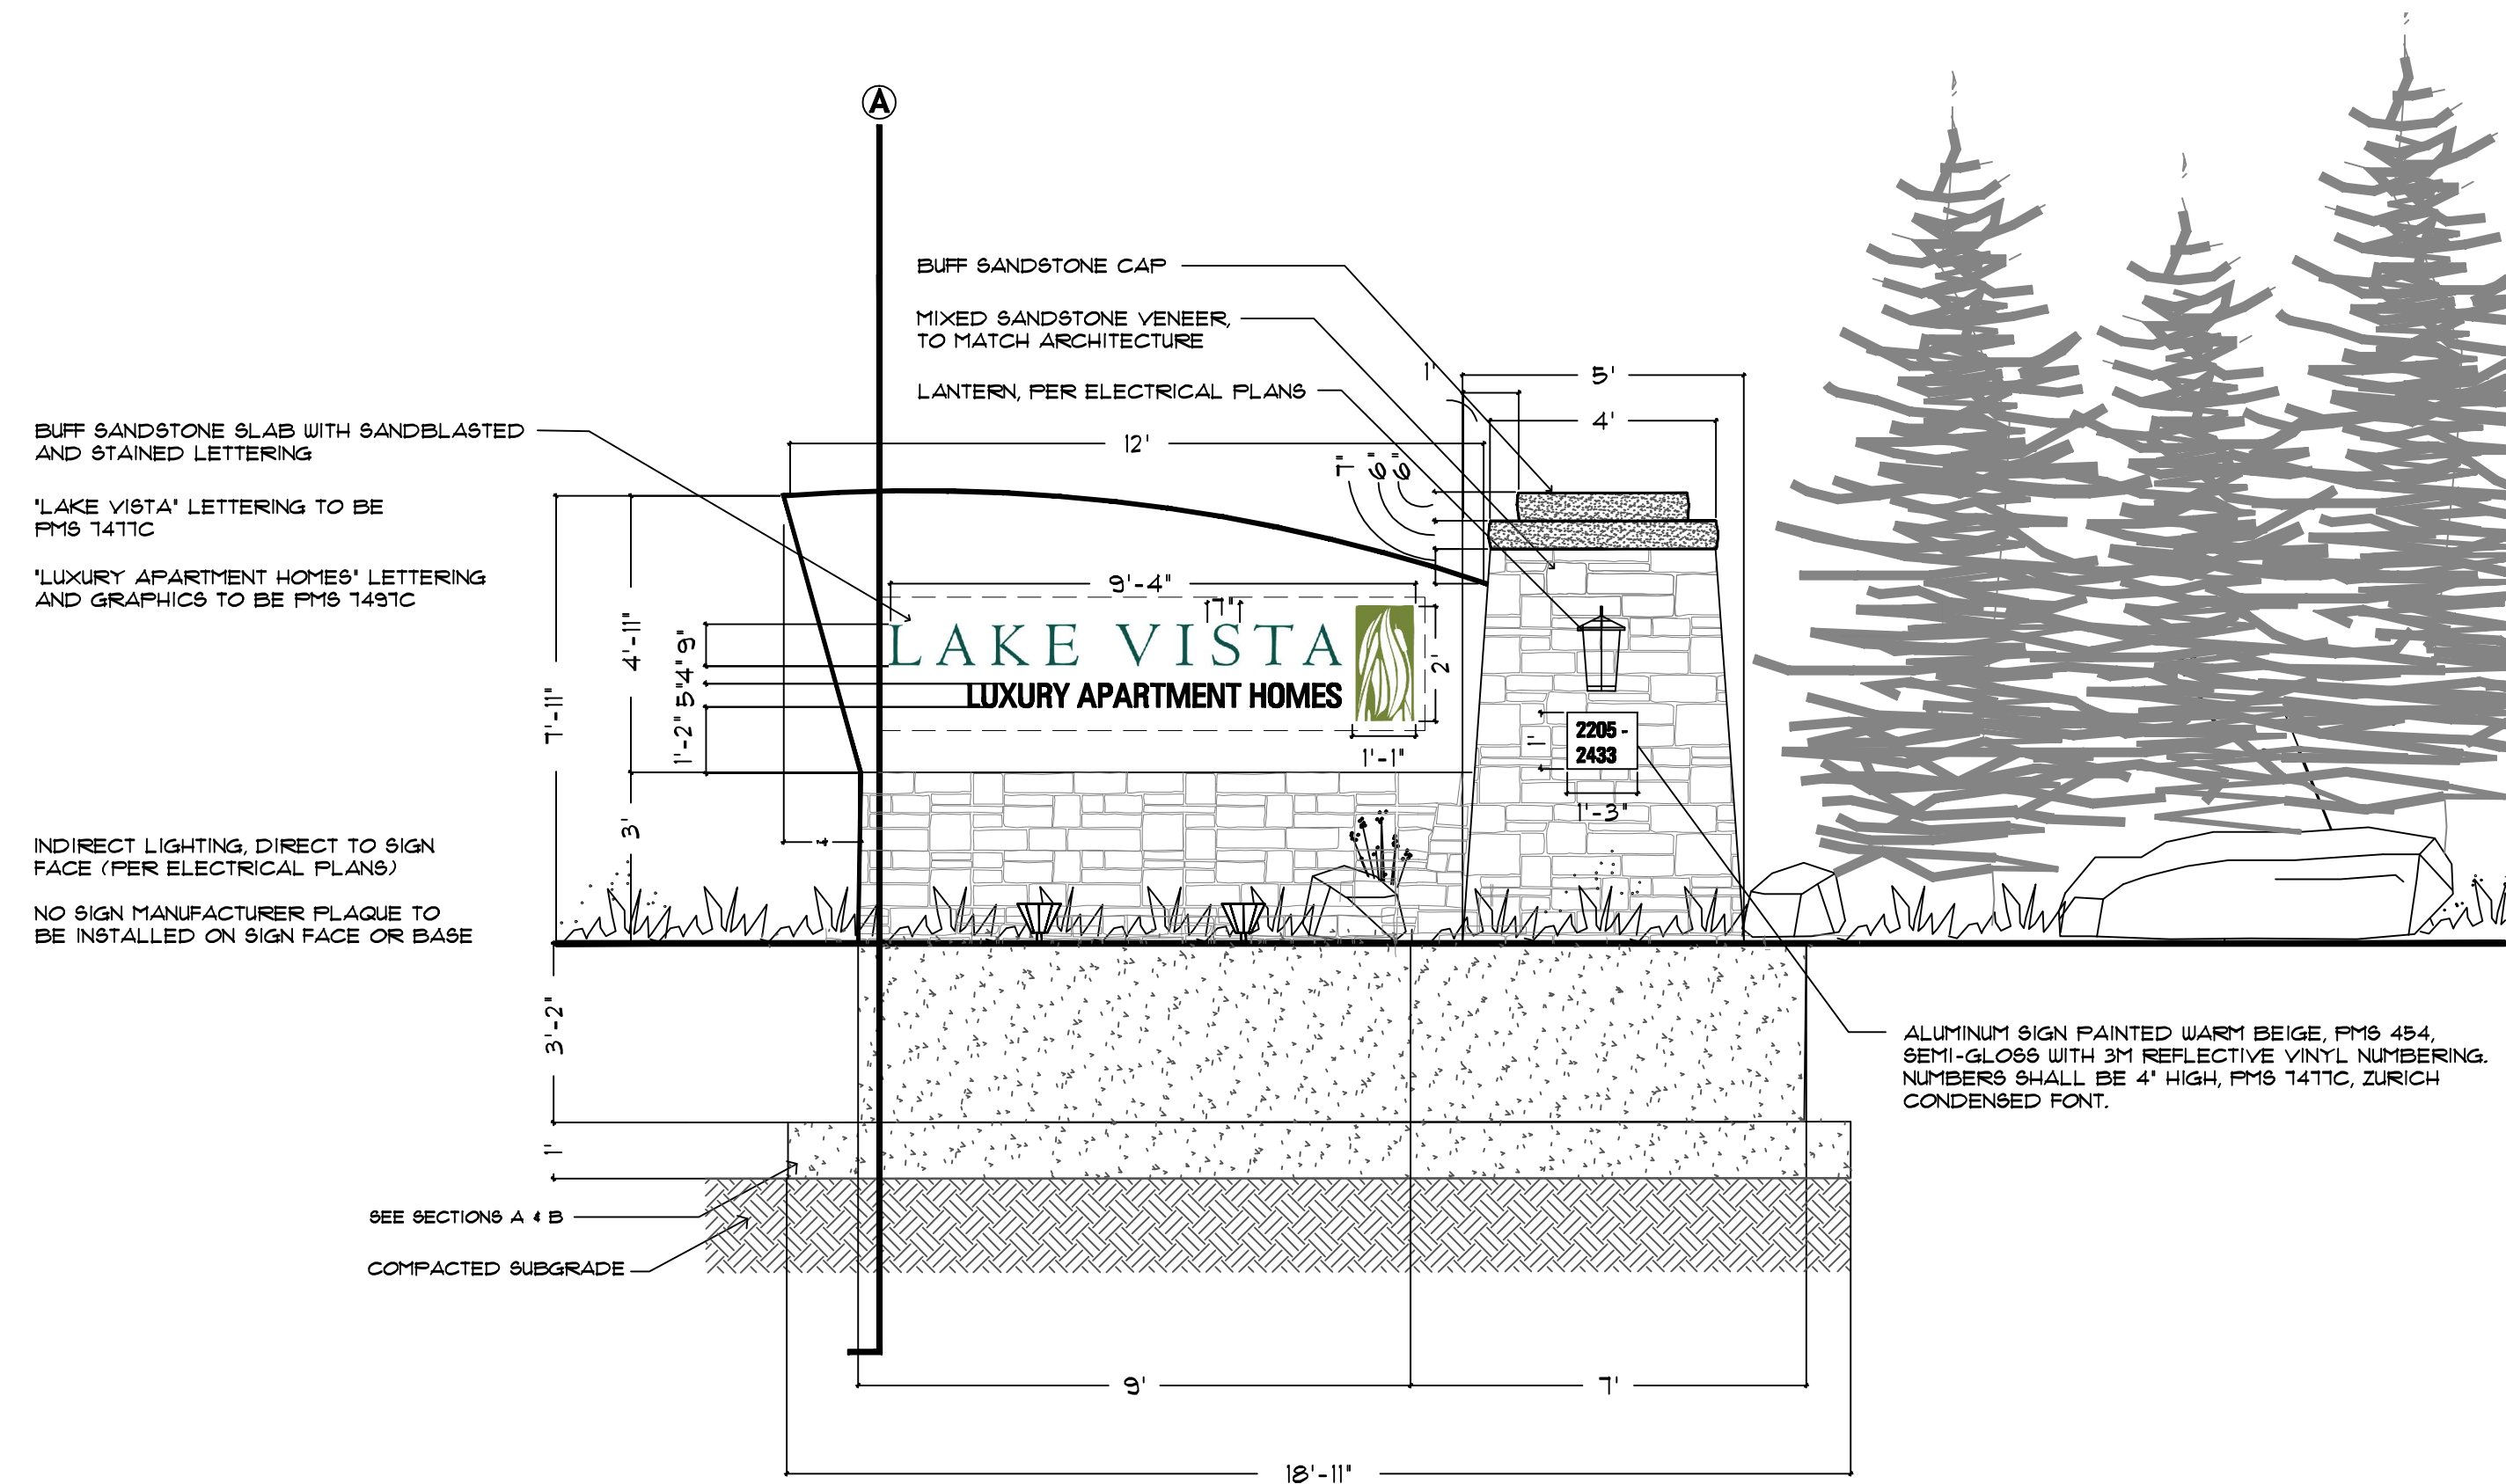 A
BUFF SANDSTONE CAP
MIXED SANDSTONE VENEER,
TO MATCH ARCHITECTURE
LANTERN, PER ELECTRICAL PLANS
BUFF SANDSTONE SLAB WITH SANDBLASTED
AND STAINED LETTERING
"LAKE VISTA" LETTERING TO BE
PMS 7477C
"LUXURY APARTMENT HOMES" LETTERING
AND GRAPHICS TO BE PMS 7497C
INDIRECT LIGHTING, DIRECT TO SIGN
FACE (PER ELECTRICAL PLANS)
NO SIGN MANUFACTURER PLAQUE TO
BE INSTALLED ON SIGN FACE OR BASE
1'
5'
4'
12'
7"
6"
6"
9'-4"
7"
LAKE VISTA
LUXURY APARTMENT HOMES
2'
1'-1"
7'-11"
4'-11"
3'
9"
4"
5"
1'-2"
2205 -
2433
1'
1'-3"
3'-2"
1'
ALUMINUM SIGN PAINTED WARM BEIGE, PMS 454,
SEMI-GLOSS WITH 3M REFLECTIVE VINYL NUMBERING.
NUMBERS SHALL BE 4" HIGH, PMS 7477C, ZURICH
CONDENSED FONT.
SEE SECTIONS A & B
COMPACTED SUBGRADE
9'
7'
18'-11"